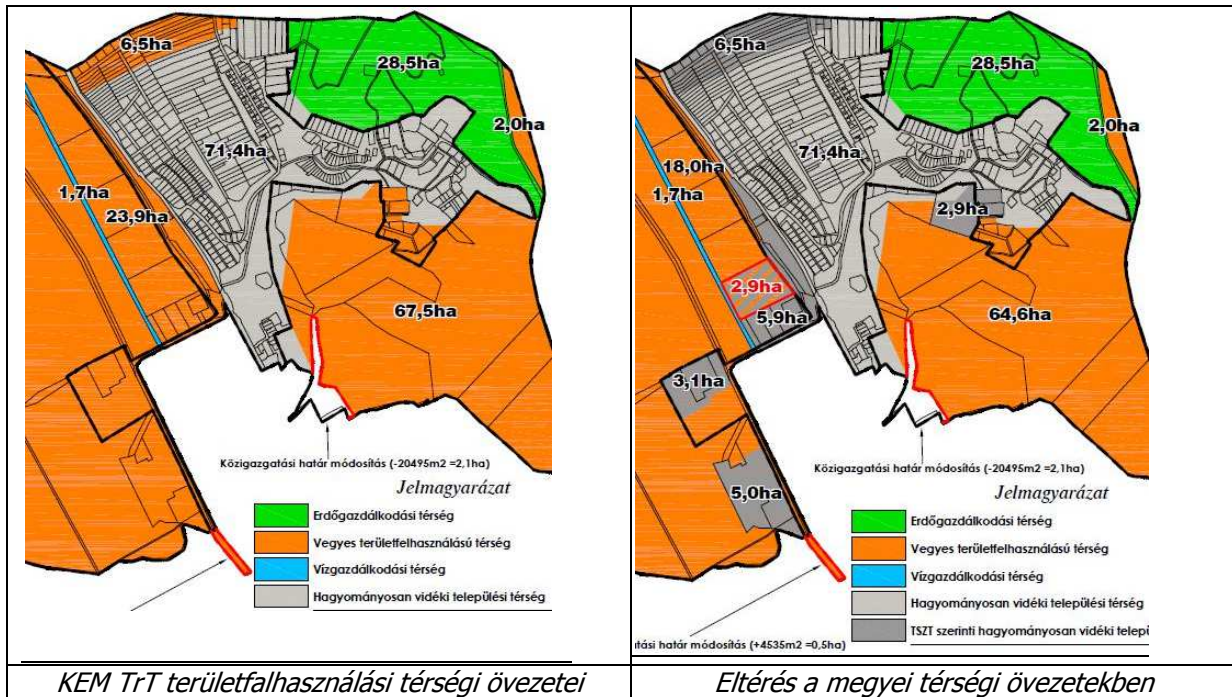 6,5ha
28,5ha
2,0ha
71,4ha
1,7ha
23,9ha
67,5ha
Közigazgatási határ módosítás (-20495m2 =2,1ha)
Jelmagyarázat
Erdőgazdálkodási térség
Vegyes területfelhasználású térség
Vízgazdálkodási térség
Hagyományosan vidéki települési térség
KEM TrT területfalhasználási térségi övezetei
6,5ha
28,5ha
2,0ha
71,4ha
18,0ha
1,7ha
2,9ha
2,9ha
5,9ha
64,6ha
3,1ha
5,0ha
Közigazgatási határ módosítás (-20495m2 =2,1ha)
Jelmagyarázat
Erdőgazdálkodási térség
Vegyes területfelhasználású térség
Vízgazdálkodási térség
Hagyományosan vidéki települési térség
TSZT szerinti hagyományosan vidéki telepü
tási határ módosítás (+4535m2 =0,5ha)
Eltérés a megyei térségi övezetekben